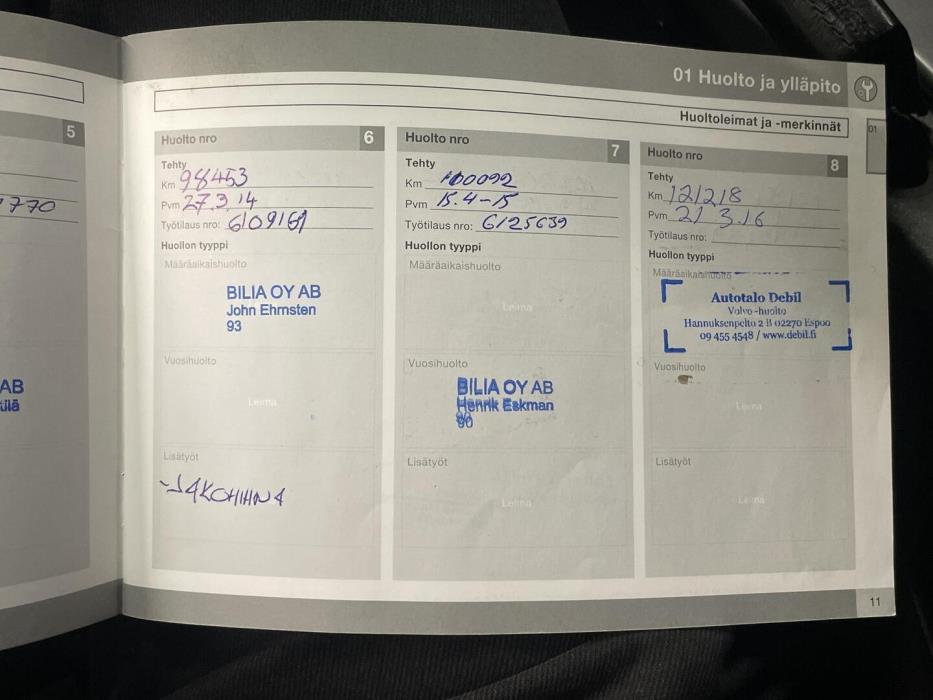 01 Huolto ja ylläpito
Huoltoleimat ja -merkinnät
01
5
770
AB
Huolto nro 6
Tehty
Km 98453
Pvm 27.3.14
Työtilaus nro: 6109161
Huollon tyyppi
Määräaikaishuolto
BILIA OY AB
John Ehrnsten
93
Vuosihuolto
Leima
Lisätyöt
-JAKOHIHNA
Huolto nro 7
Tehty
Km 100092
Pvm 15.4-15
Työtilaus nro: 6125639
Huollon tyyppi
Määräaikaishuolto
Leima
Vuosihuolto
BILIA OY AB
Henrik Eskman
90
Lisätyöt
Leima
Huolto nro 8
Tehty
Km 121218
Pvm 21 3.16
Työtilaus nro:
Huollon tyyppi
Määräaikaishuolto
Autotalo Debil
Volvo-huolto
Hannuksenpelto 2 B 02270 Espoo
09 455 4548 / www.debil.fi
Vuosihuolto
Leima
Lisätyöt
Leima
11